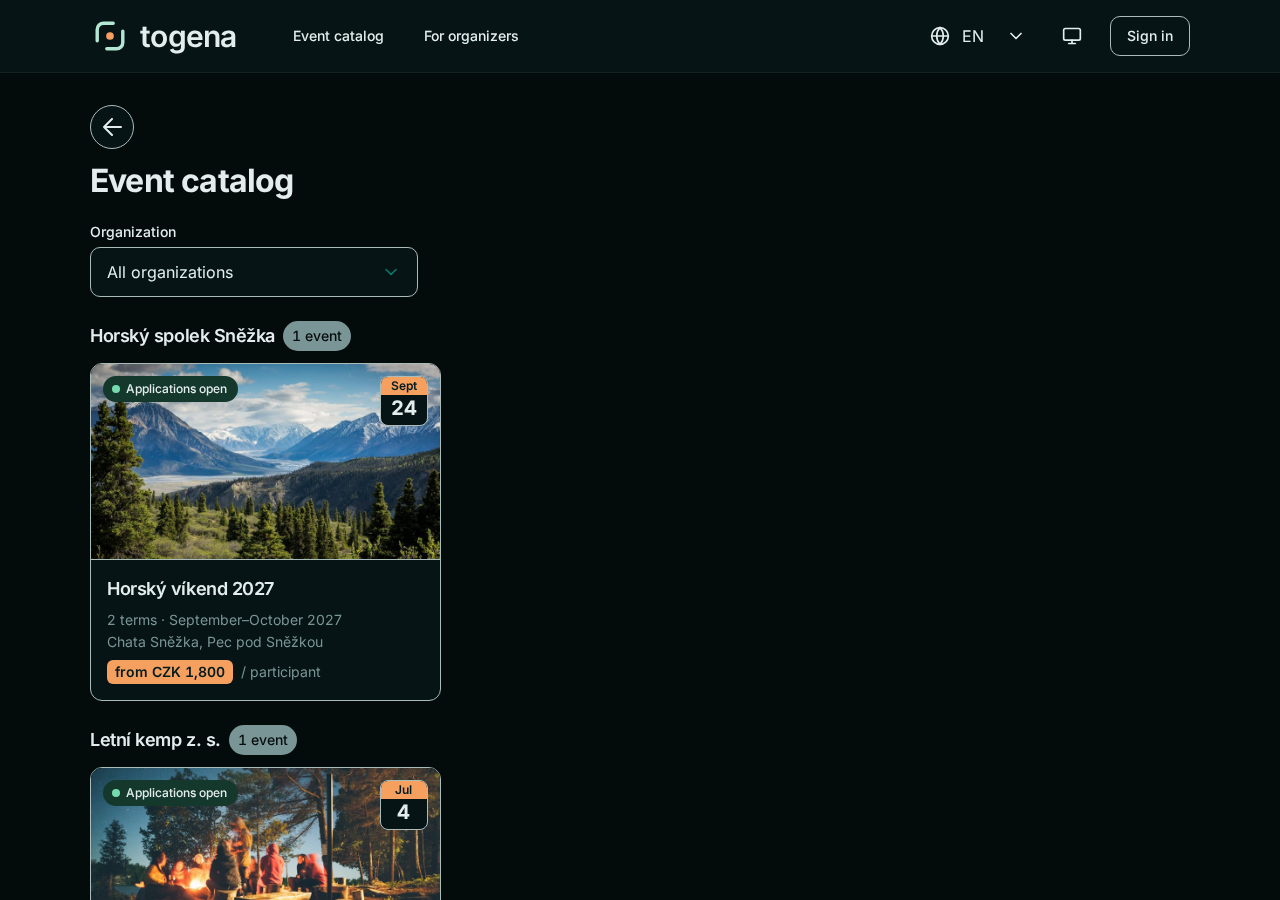 togena
Event catalog
For organizers
EN
Sign in
Event catalog
Organization
All organizations
Horský spolek Sněžka
1 event
Applications open
Sept
24
Horský víkend 2027
2 terms · September–October 2027
Chata Sněžka, Pec pod Sněžkou
from CZK 1,800 / participant
Letní kemp z. s.
1 event
Applications open
Jul
4